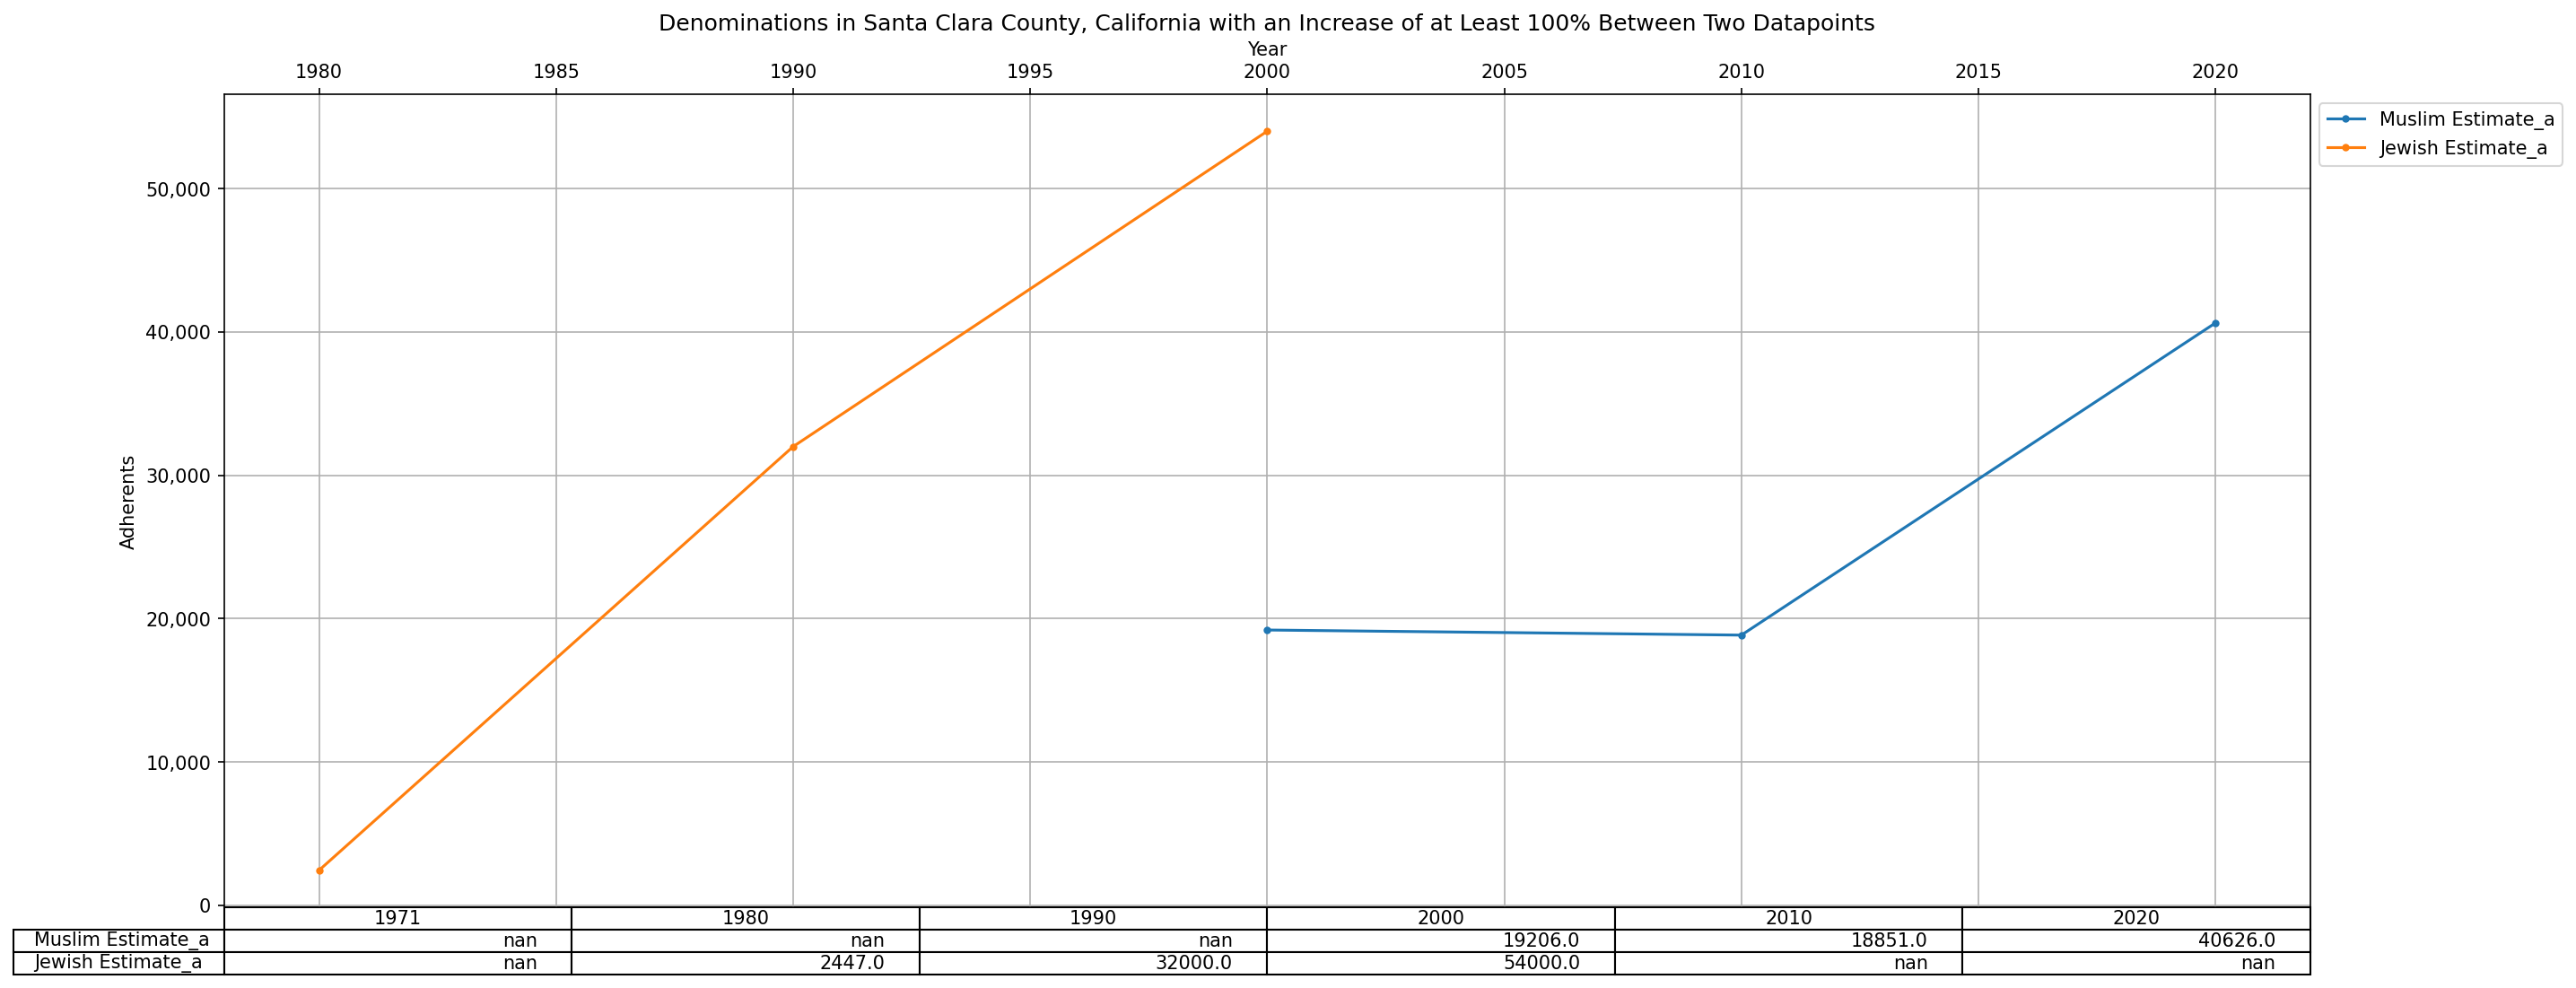 Denominations in Santa Clara County, California with an Increase of at Least 100% Between Two Datapoints
Year
1980 1985 1990 1995 2000 2005 2010 2015 2020
Muslim Estimate_a
Jewish Estimate_a
50,000
40,000
30,000
20,000
10,000
0
Adherents
1971 1980 1990 2000 2010 2020
Muslim Estimate_a nan nan nan 19206.0 18851.0 40626.0
Jewish Estimate_a nan 2447.0 32000.0 54000.0 nan nan